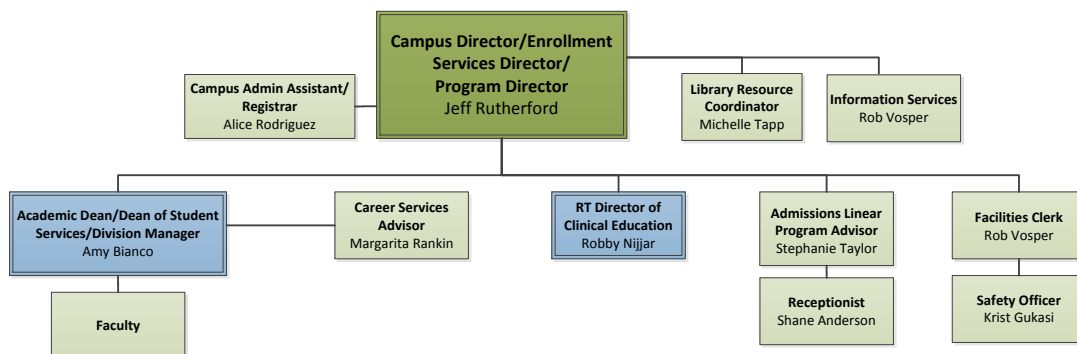 Campus Director/Enrollment
Services Director/
Program Director
Jeff Rutherford
Campus Admin Assistant/
Registrar
Alice Rodriguez
Library Resource
Coordinator
Michelle Tapp
Information Services
Rob Vosper
Academic Dean/Dean of Student
Services/Division Manager
Amy Bianco
Career Services
Advisor
Margarita Rankin
RT Director of
Clinical Education
Robby Nijjar
Admissions Linear
Program Advisor
Stephanie Taylor
Facilities Clerk
Rob Vosper
Faculty
Receptionist
Shane Anderson
Safety Officer
Krist Gukasi